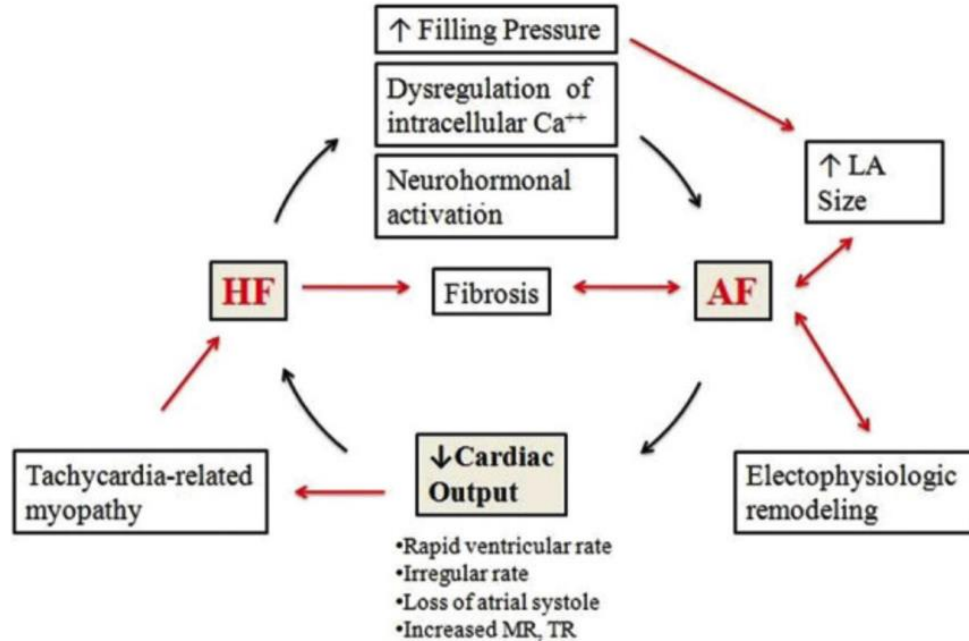 ↑ Filling Pressure
Dysregulation of
intracellular Ca⁺⁺
Neurohormonal
activation
↑ LA
Size
HF
Fibrosis
AF
Tachycardia-related
myopathy
↓Cardiac
Output
Electophysiologic
remodeling
•Rapid ventricular rate
•Irregular rate
•Loss of atrial systole
•Increased MR, TR